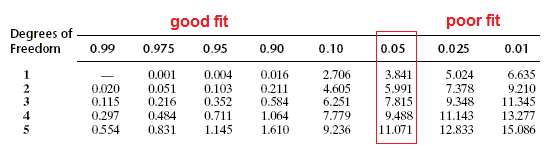 good fit poor fit
Degrees of
Freedom 0.99 0.975 0.95 0.90 0.10 0.05 0.025 0.01
1 — 0.001 0.004 0.016 2.706 3.841 5.024 6.635
2 0.020 0.051 0.103 0.211 4.605 5.991 7.378 9.210
3 0.115 0.216 0.352 0.584 6.251 7.815 9.348 11.345
4 0.297 0.484 0.711 1.064 7.779 9.488 11.143 13.277
5 0.554 0.831 1.145 1.610 9.236 11.071 12.833 15.086